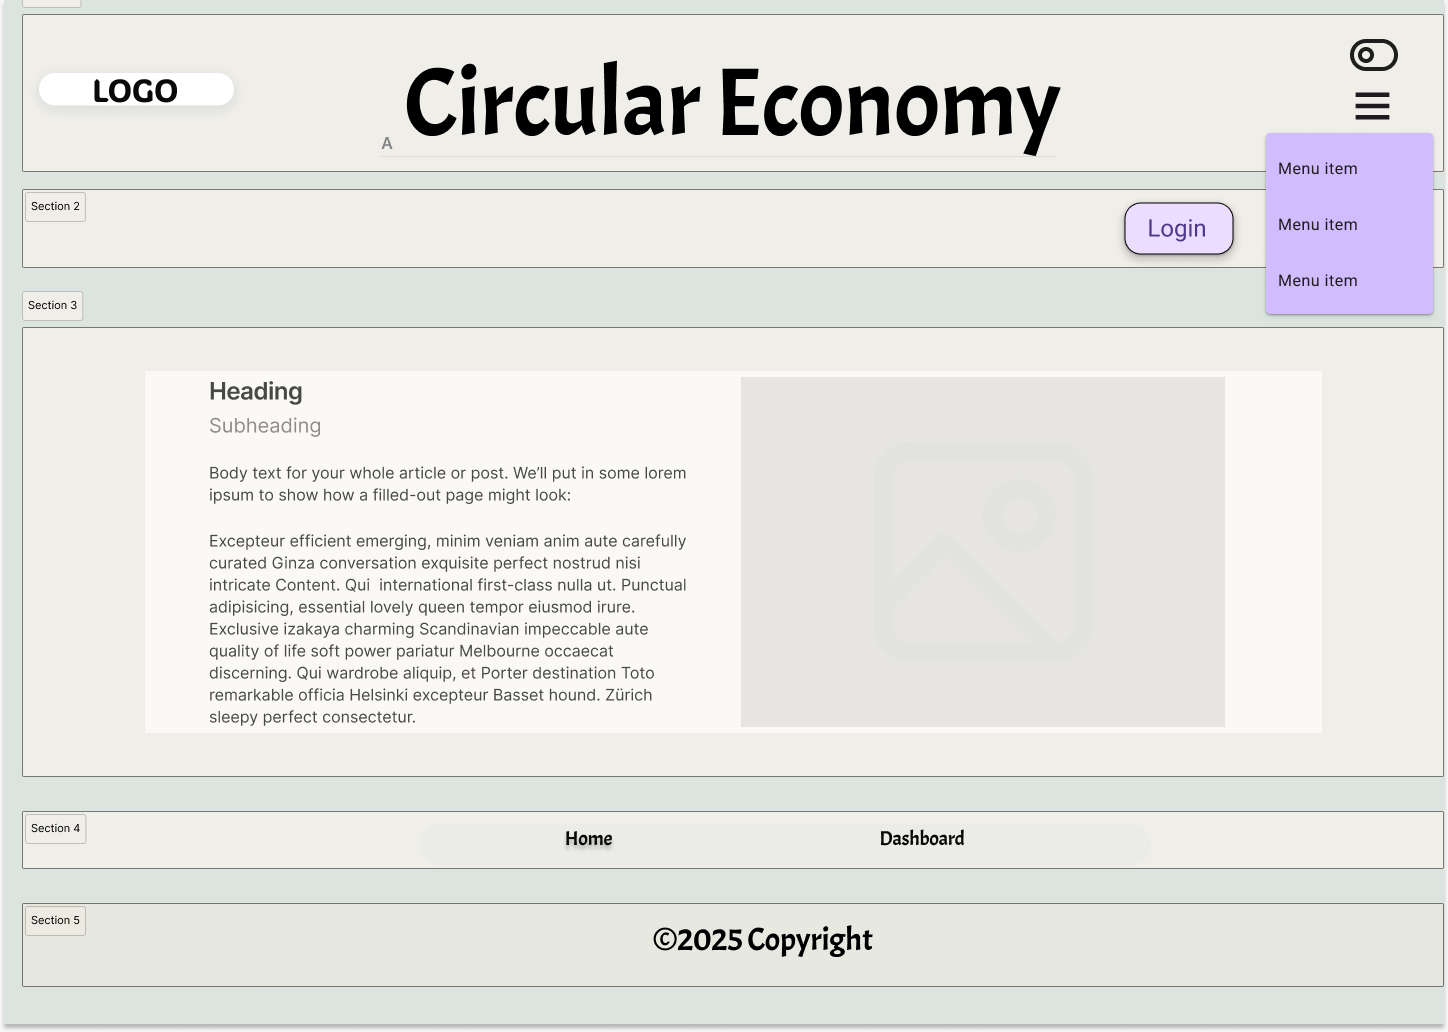 LOGO
Circular Economy
A
Menu item
Section 2
Login
Menu item
Menu item
Section 3
Heading
Subheading
Body text for your whole article or post. We’ll put in some lorem
ipsum to show how a filled-out page might look:
Excepteur efficient emerging, minim veniam anim aute carefully
curated Ginza conversation exquisite perfect nostrud nisi
intricate Content. Qui  international first-class nulla ut. Punctual
adipisicing, essential lovely queen tempor eiusmod irure.
Exclusive izakaya charming Scandinavian impeccable aute
quality of life soft power pariatur Melbourne occaecat
discerning. Qui wardrobe aliquip, et Porter destination Toto
remarkable officia Helsinki excepteur Basset hound. Zürich
sleepy perfect consectetur.
Section 4
Home
Dashboard
Section 5
©2025 Copyright